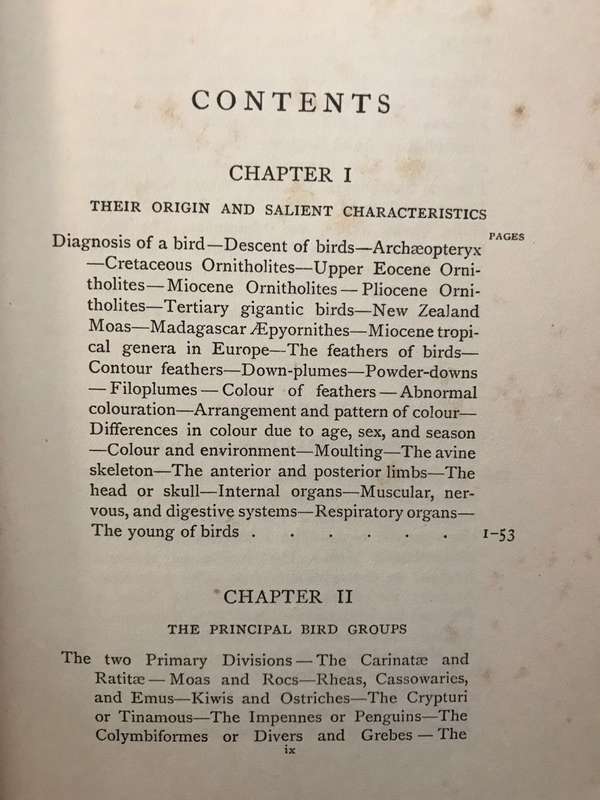 CONTENTS
CHAPTER I
THEIR ORIGIN AND SALIENT CHARACTERISTICS
PAGES
Diagnosis of a bird—Descent of birds—Archæopteryx
—Cretaceous Ornitholites—Upper Eocene Orni-
tholites—Miocene Ornitholites—Pliocene Orni-
tholites—Tertiary gigantic birds—New Zealand
Moas—Madagascar Æpyornithes—Miocene tropi-
cal genera in Europe—The feathers of birds—
Contour feathers—Down-plumes—Powder-downs
—Filoplumes—Colour of feathers—Abnormal
colouration—Arrangement and pattern of colour—
Differences in colour due to age, sex, and season
—Colour and environment—Moulting—The avine
skeleton—The anterior and posterior limbs—The
head or skull—Internal organs—Muscular, ner-
vous, and digestive systems—Respiratory organs—
The young of birds . . . . . . 1-53
CHAPTER II
THE PRINCIPAL BIRD GROUPS
The two Primary Divisions—The Carinatæ and
Ratitæ—Moas and Rocs—Rheas, Cassowaries,
and Emus—Kiwis and Ostriches—The Crypturi
or Tinamous—The Impennes or Penguins—The
Colymbiformes or Divers and Grebes—The
ix